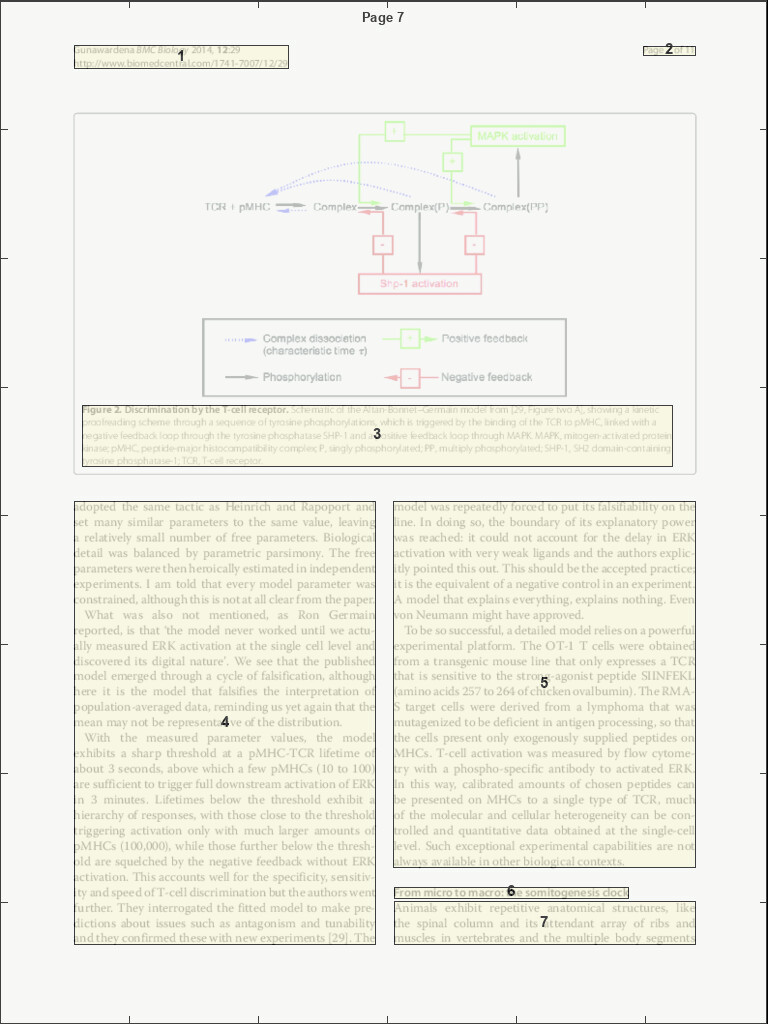 Page 7
Gunawardena BMC Biology 2014, 12:29
http://www.biomedcentral.com/1741-7007/12/29
1
Page of 11
2
+
MAPK activation
+
TCR + pMHC
Complex
Complex(P)
Complex(PP)
-
-
Shp-1 activation
Complex dissociation
(characteristic time τ)
+
Positive feedback
Phosphorylation
-
Negative feedback
Figure 2. Discrimination by the T-cell receptor. Schematic of the Altan-Bonnet–Germain model from [29, Figure two A], showing a kinetic
proofreading scheme through a sequence of tyrosine phosphorylations, which is triggered by the binding of the TCR to pMHC, linked with a
negative feedback loop through the tyrosine phosphatase SHP-1 and a positive feedback loop through MAPK. MAPK, mitogen-activated protein
kinase; pMHC, peptide-major histocompatibility complex; P, singly phosphorylated; PP, multiply phosphorylated; SHP-1, SH2 domain-containing
tyrosine phosphatase-1; TCR, T-cell receptor.
3
adopted the same tactic as Heinrich and Rapoport and
set many similar parameters to the same value, leaving
a relatively small number of free parameters. Biological
detail was balanced by parametric parsimony. The free
parameters were then heroically estimated in independent
experiments. I am told that every model parameter was
constrained, although this is not at all clear from the paper.
What was also not mentioned, as Ron Germain
reported, is that 'the model never worked until we actu-
ally measured ERK activation at the single cell level and
discovered its digital nature'. We see that the published
model emerged through a cycle of falsification, although
here it is the model that falsifies the interpretation of
population-averaged data, reminding us yet again that the
mean may not be representative of the distribution.
4
With the measured parameter values, the model
exhibits a sharp threshold at a pMHC-TCR lifetime of
about 3 seconds, above which a few pMHCs (10 to 100)
are sufficient to trigger full downstream activation of ERK
in 3 minutes. Lifetimes below the threshold exhibit a
hierarchy of responses, with those close to the threshold
triggering activation only with much larger amounts of
pMHCs (100,000), while those further below the thresh-
old are squelched by the negative feedback without ERK
activation. This accounts well for the specificity, sensitiv-
ity and speed of T-cell discrimination but the authors went
further. They interrogated the fitted model to make pre-
dictions about issues such as antagonism and tunability
and they confirmed these with new experiments [29]. The
model was repeatedly forced to put its falsifiability on the
line. In doing so, the boundary of its explanatory power
was reached: it could not account for the delay in ERK
activation with very weak ligands and the authors explic-
itly pointed this out. This should be the accepted practice;
it is the equivalent of a negative control in an experiment.
A model that explains everything, explains nothing. Even
von Neumann might have approved.
To be so successful, a detailed model relies on a powerful
experimental platform. The OT-1 T cells were obtained
from a transgenic mouse line that only expresses a TCR
that is sensitive to the strong-agonist peptide SIINFEKL
5
(amino acids 257 to 264 of chicken ovalbumin). The RMA-
S target cells were derived from a lymphoma that was
mutagenized to be deficient in antigen processing, so that
the cells present only exogenously supplied peptides on
MHCs. T-cell activation was measured by flow cytome-
try with a phospho-specific antibody to activated ERK.
In this way, calibrated amounts of chosen peptides can
be presented on MHCs to a single type of TCR, much
of the molecular and cellular heterogeneity can be con-
trolled and quantitative data obtained at the single-cell
level. Such exceptional experimental capabilities are not
always available in other biological contexts.
From micro to macro: the somitogenesis clock
6
Animals exhibit repetitive anatomical structures, like
the spinal column and its attendant array of ribs and
7
muscles in vertebrates and the multiple body segments